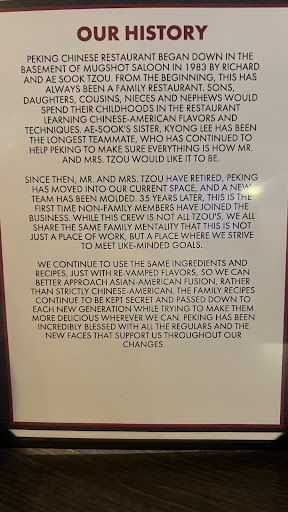 OUR HISTORY
PEKING CHINESE RESTAURANT BEGAN DOWN IN THE
BASEMENT OF MUGSHOT SALOON IN 1983 BY RICHARD
AND AE SOOK TZOU. FROM THE BEGINNING, THIS HAS
ALWAYS BEEN A FAMILY RESTAURANT. SONS,
DAUGHTERS, COUSINS, NIECES AND NEPHEWS WOULD
SPEND THEIR CHILDHOODS IN THE RESTAURANT
LEARNING CHINESE-AMERICAN FLAVORS AND
TECHNIQUES. AE-SOOK'S SISTER, KYONG LEE HAS BEEN
THE LONGEST TEAMMATE, WHO HAS CONTINUED TO
HELP PEKING TO MAKE SURE EVERYTHING IS HOW MR.
AND MRS. TZOU WOULD LIKE IT TO BE.
SINCE THEN, MR. AND MRS. TZOU HAVE RETIRED, PEKING
HAS MOVED INTO OUR CURRENT SPACE, AND A NEW
TEAM HAS BEEN MOLDED. 35 YEARS LATER, THIS IS THE
FIRST TIME NON-FAMILY MEMBERS HAVE JOINED THE
BUSINESS. WHILE THIS CREW IS NOT ALL TZOU'S, WE ALL
SHARE THE SAME FAMILY MENTALITY THAT THIS IS NOT
JUST A PLACE OF WORK, BUT A PLACE WHERE WE STRIVE
TO MEET LIKE-MINDED GOALS.
WE CONTINUE TO USE THE SAME INGREDIENTS AND
RECIPES, JUST WITH RE-VAMPED FLAVORS, SO WE CAN
BETTER APPROACH ASIAN-AMERICAN FUSION, RATHER
THAN STRICTLY CHINESE-AMERICAN. THE FAMILY RECIPES
CONTINUE TO BE KEPT SECRET AND PASSED DOWN TO
EACH NEW GENERATION WHILE TRYING TO MAKE THEM
MORE DELICIOUS WHEREVER WE CAN. PEKING HAS BEEN
INCREDIBLY BLESSED WITH ALL THE REGULARS AND THE
NEW FACES THAT SUPPORT US THROUGHOUT OUR
CHANGES.